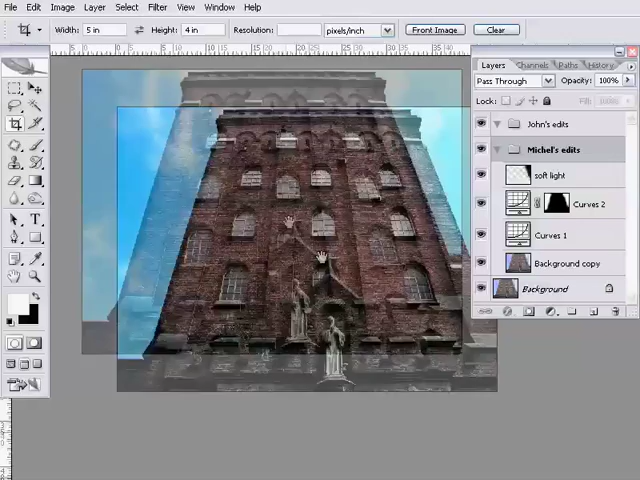 File Edit Image Layer Select Filter View Window Help
Width: 5 in Height: 4 in Resolution: pixels/inch Front Image Clear
Layers Channels Paths History
Pass Through Opacity: 100%
Lock: Fill: 100%
John's edits
Michel's edits
soft light
Curves 2
Curves 1
Background copy
Background